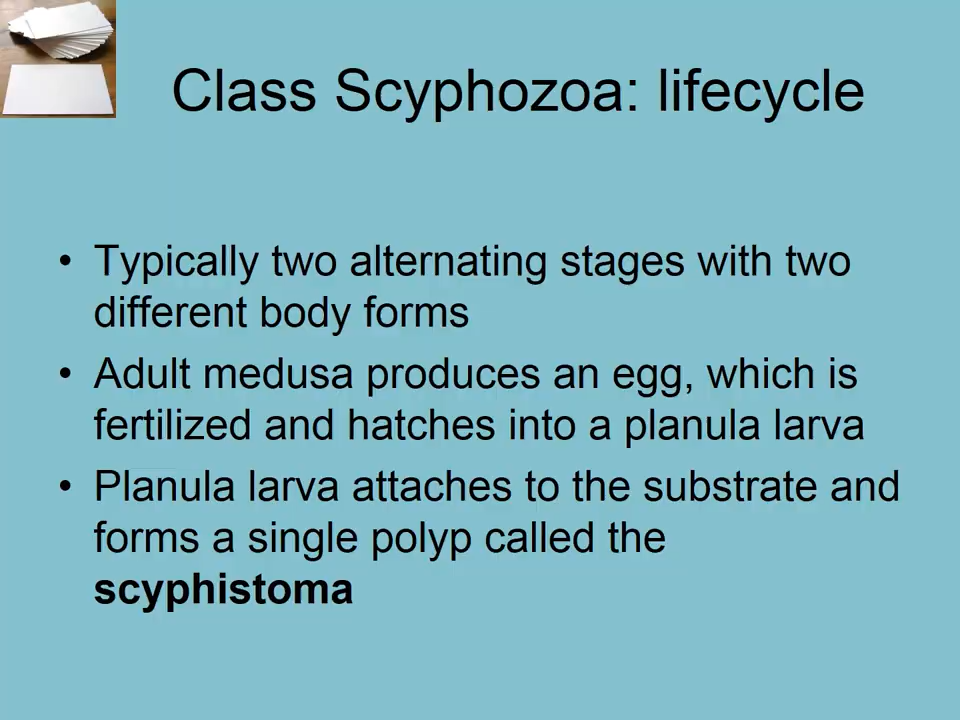 Class Scyphozoa: lifecycle
• Typically two alternating stages with two
different body forms
• Adult medusa produces an egg, which is
fertilized and hatches into a planula larva
• Planula larva attaches to the substrate and
forms a single polyp called the
scyphistoma